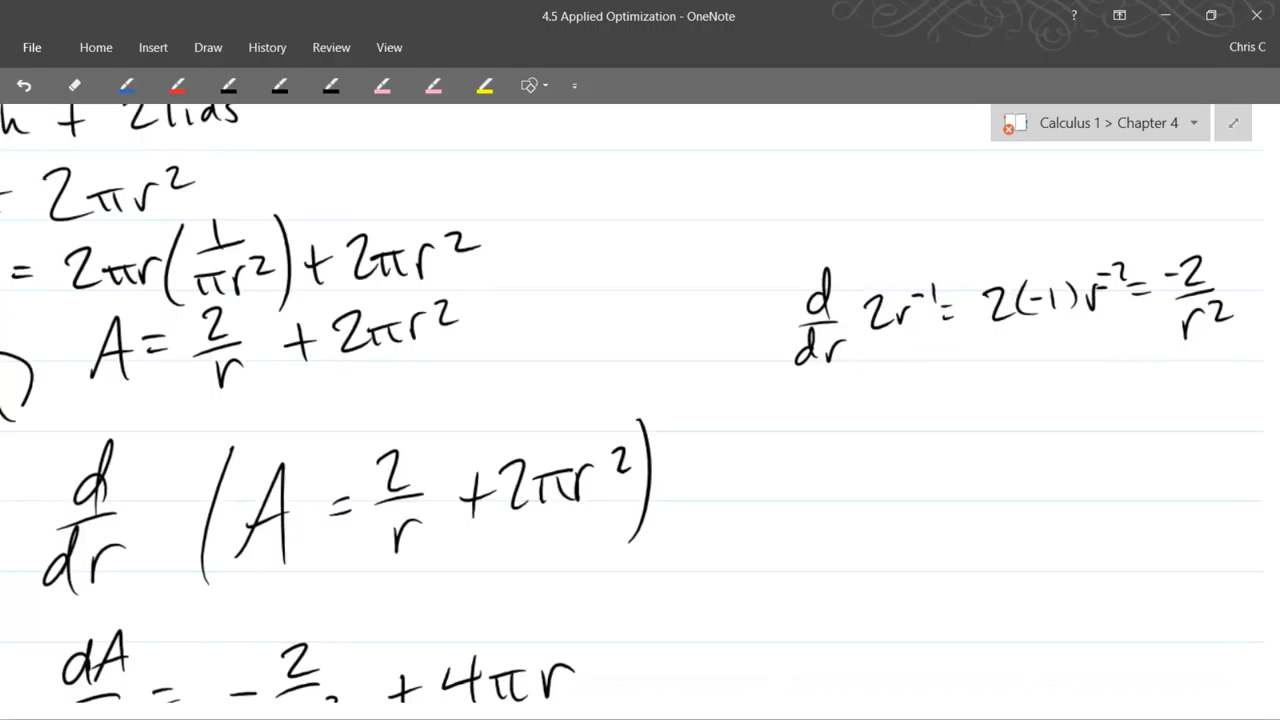 4.5 Applied Optimization - OneNote
?
File Home Insert Draw History Review View Chris C
Calculus 1 > Chapter 4
h + 2 lids
2πr²
= 2πr(1/πr²) + 2πr²
A = 2/r + 2πr²
d/dr 2r⁻¹ = 2(-1)r⁻² = -2/r²
d/dr (A = 2/r + 2πr²)
dA = - 2 + 4πr